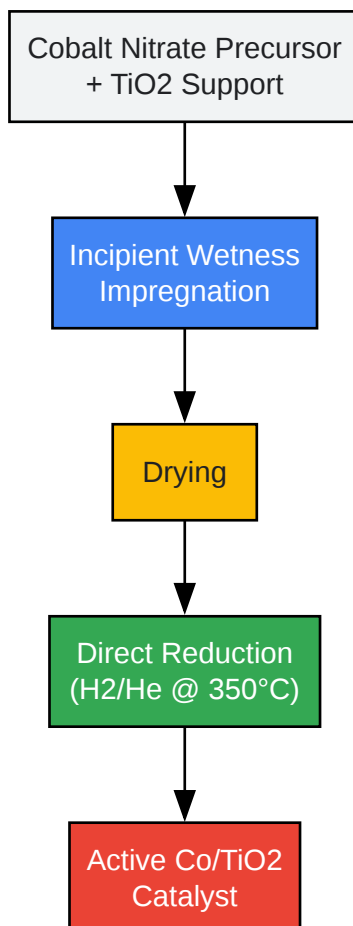 Cobalt Nitrate Precursor
+ TiO2 Support
Incipient Wetness
Impregnation
Drying
Direct Reduction
(H2/He @ 350°C)
Active Co/TiO2
Catalyst